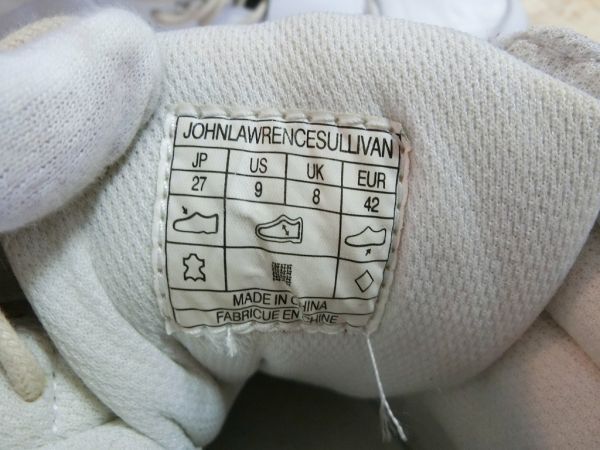 JOHNLAWRENCESULLIVAN
JP US UK EUR
27 9 8 42
MADE IN CHINA
FABRICUE EN CHINE